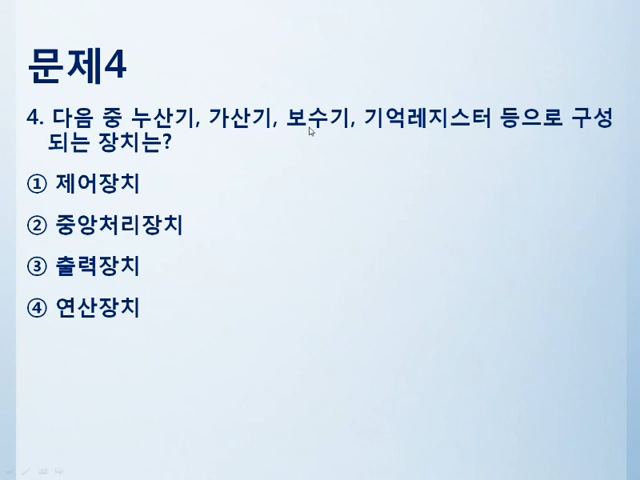 문제4
4. 다음 중 누산기, 가산기, 보수기, 기억레지스터 등으로 구성
되는 장치는?
① 제어장치
② 중앙처리장치
③ 출력장치
④ 연산장치